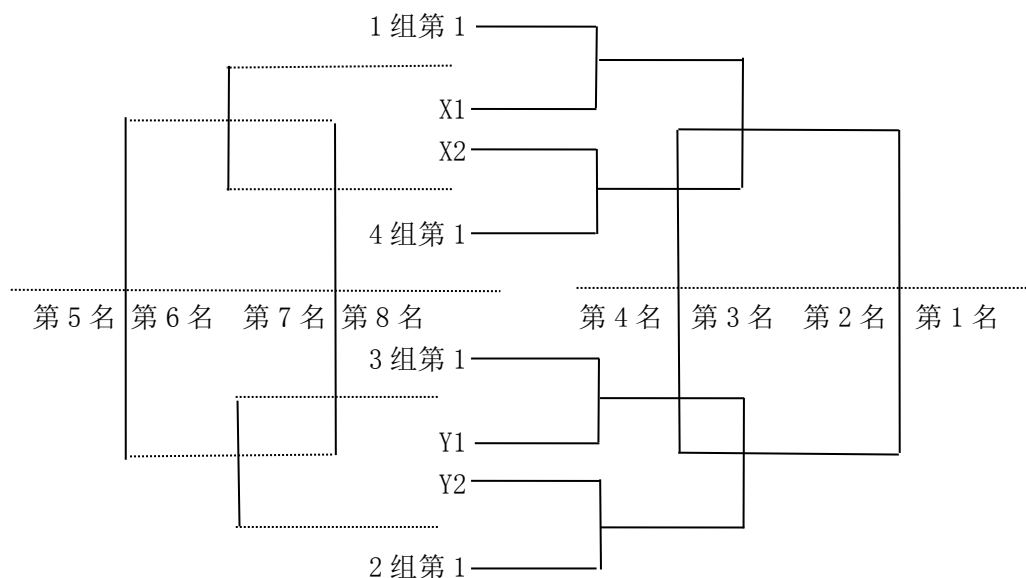 1 组第 1
X1
X2
4 组第 1
第 5 名 第 6 名 第 7 名 第 8 名 第 4 名 第 3 名 第 2 名 第 1 名
3 组第 1
Y1
Y2
2 组第 1